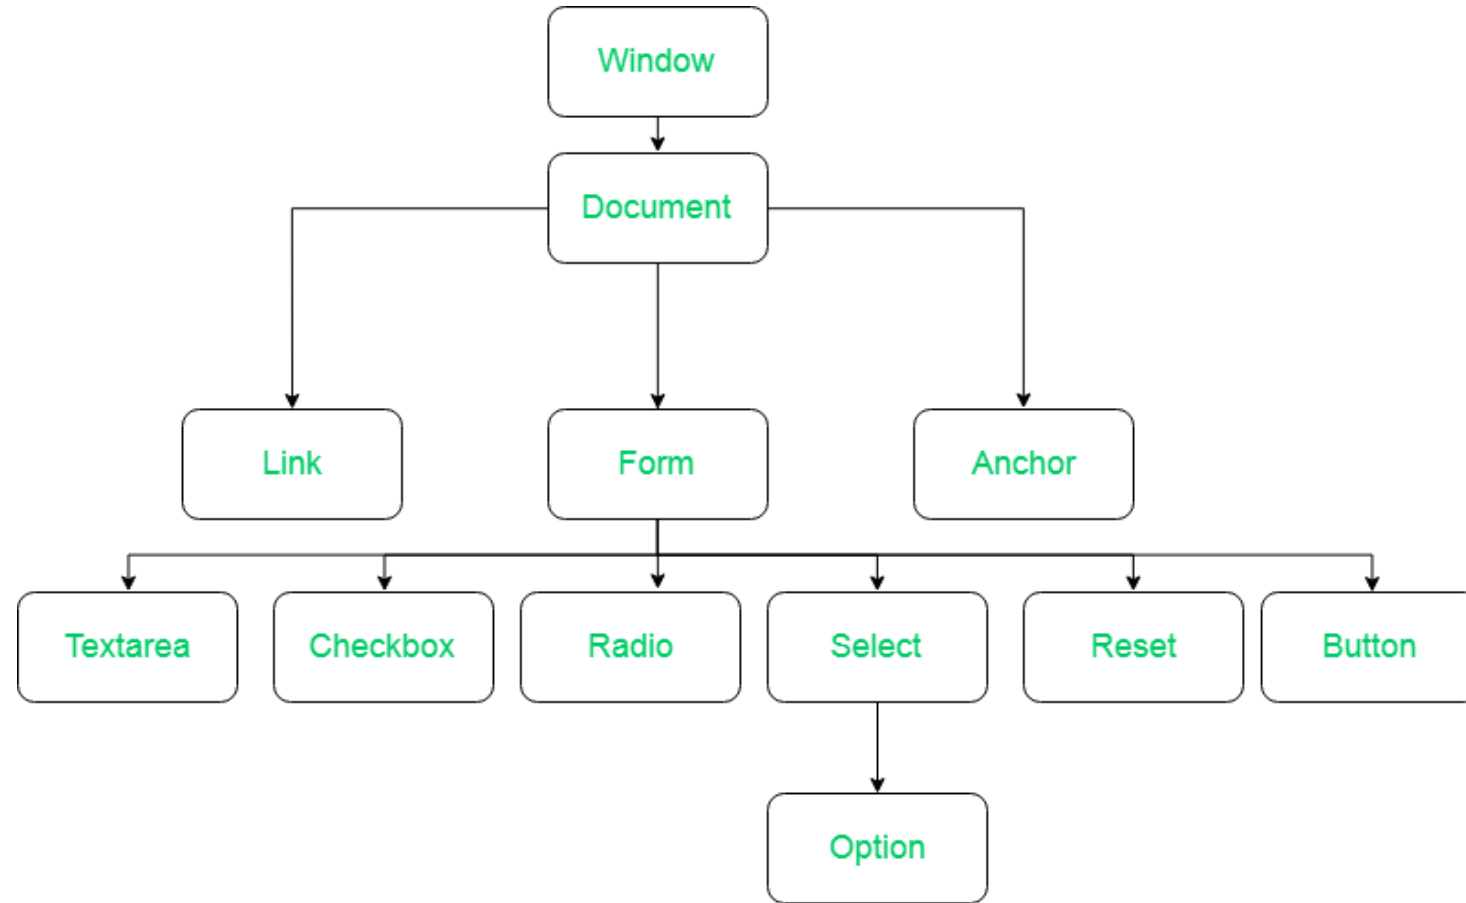 Window
Document
Link
Form
Anchor
Textarea
Checkbox
Radio
Select
Reset
Button
Option